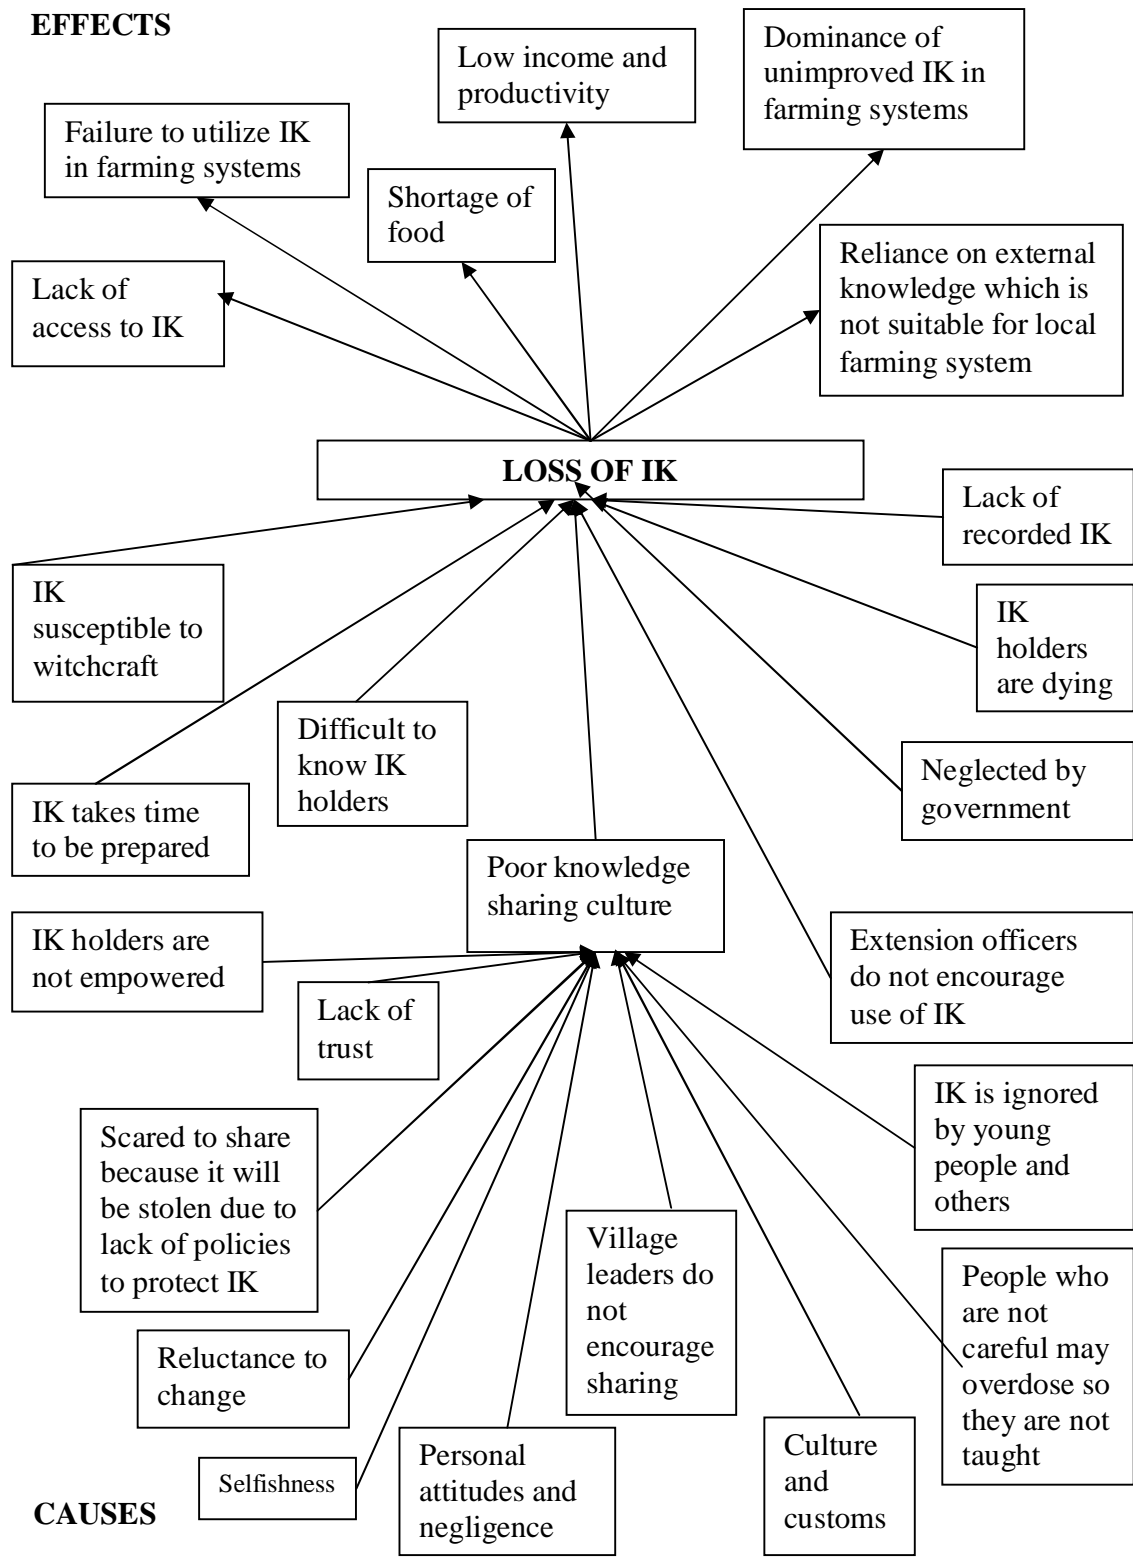 EFFECTS
Low income and
productivity
Dominance of
unimproved IK in
farming systems
Failure to utilize IK
in farming systems
Shortage of
food
Reliance on external
knowledge which is
not suitable for local
farming system
Lack of
access to IK
LOSS OF IK
Lack of
recorded IK
IK
susceptible to
witchcraft
IK
holders
are dying
Difficult to
know IK
holders
Neglected by
government
IK takes time
to be prepared
Poor knowledge
sharing culture
IK holders are
not empowered
Extension officers
do not encourage
use of IK
Lack of
trust
IK is ignored
by young
people and
others
Scared to share
because it will
be stolen due to
lack of policies
to protect IK
Village
leaders do
not
encourage
sharing
People who
are not
careful may
overdose so
they are not
taught
Reluctance to
change
Personal
attitudes and
negligence
Culture
and
customs
Selfishness
CAUSES